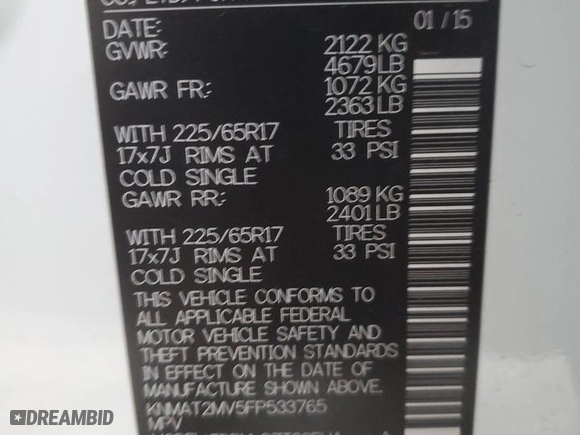 DATE: 01/15
GVWR: 2122 KG
4679LB
GAWR FR: 1072 KG
2363LB
WITH 225/65R17 TIRES
17x7J RIMS AT 33 PSI
COLD SINGLE
GAWR RR: 1089 KG
2401LB
WITH 225/65R17 TIRES
17x7J RIMS AT 33 PSI
COLD SINGLE
THIS VEHICLE CONFORMS TO
ALL APPLICABLE FEDERAL
MOTOR VEHICLE SAFETY AND
THEFT PREVENTION STANDARDS
IN EFFECT ON THE DATE OF
MANUFACTURE SHOWN ABOVE.
KNMAT2MV5FP533765
MPV
DREAMBID